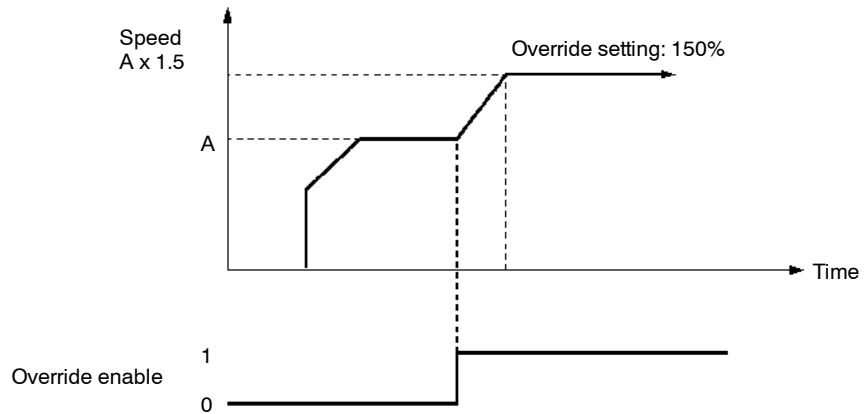 Speed
A x 1.5
Override setting: 150%
A
Time
1
Override enable
0